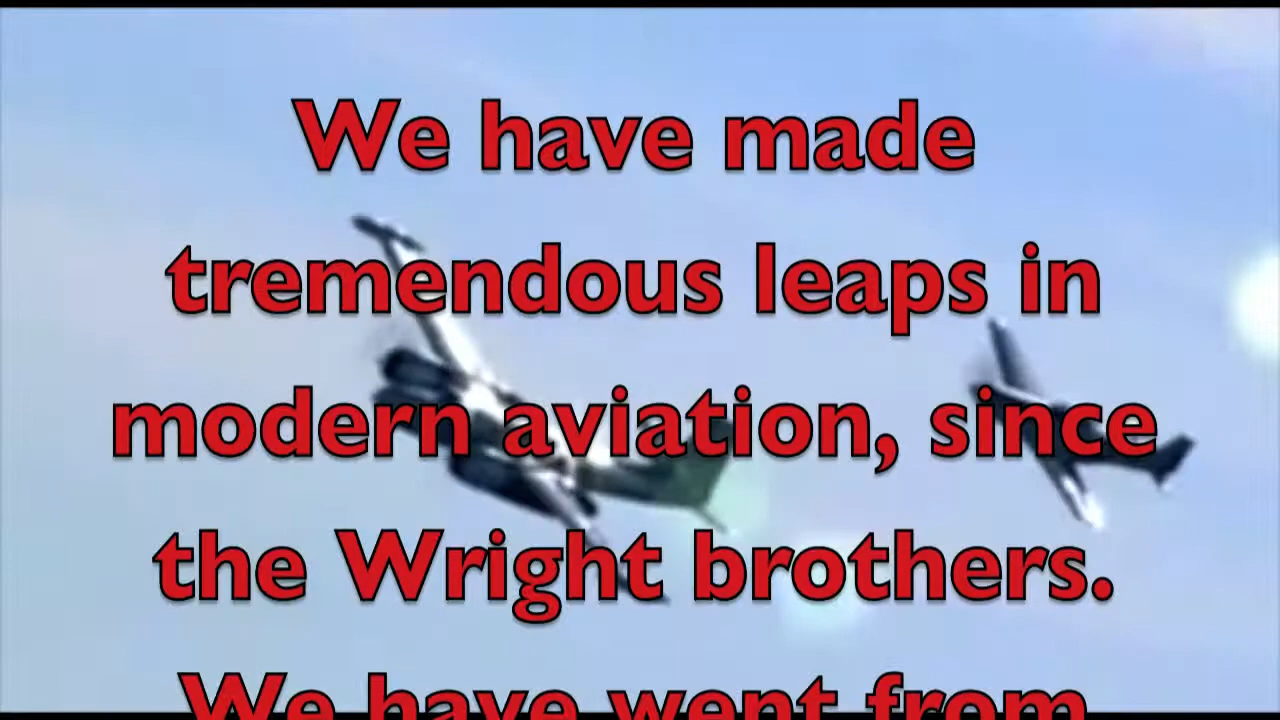 We have made
tremendous leaps in
modern aviation, since
the Wright brothers.
We have went from